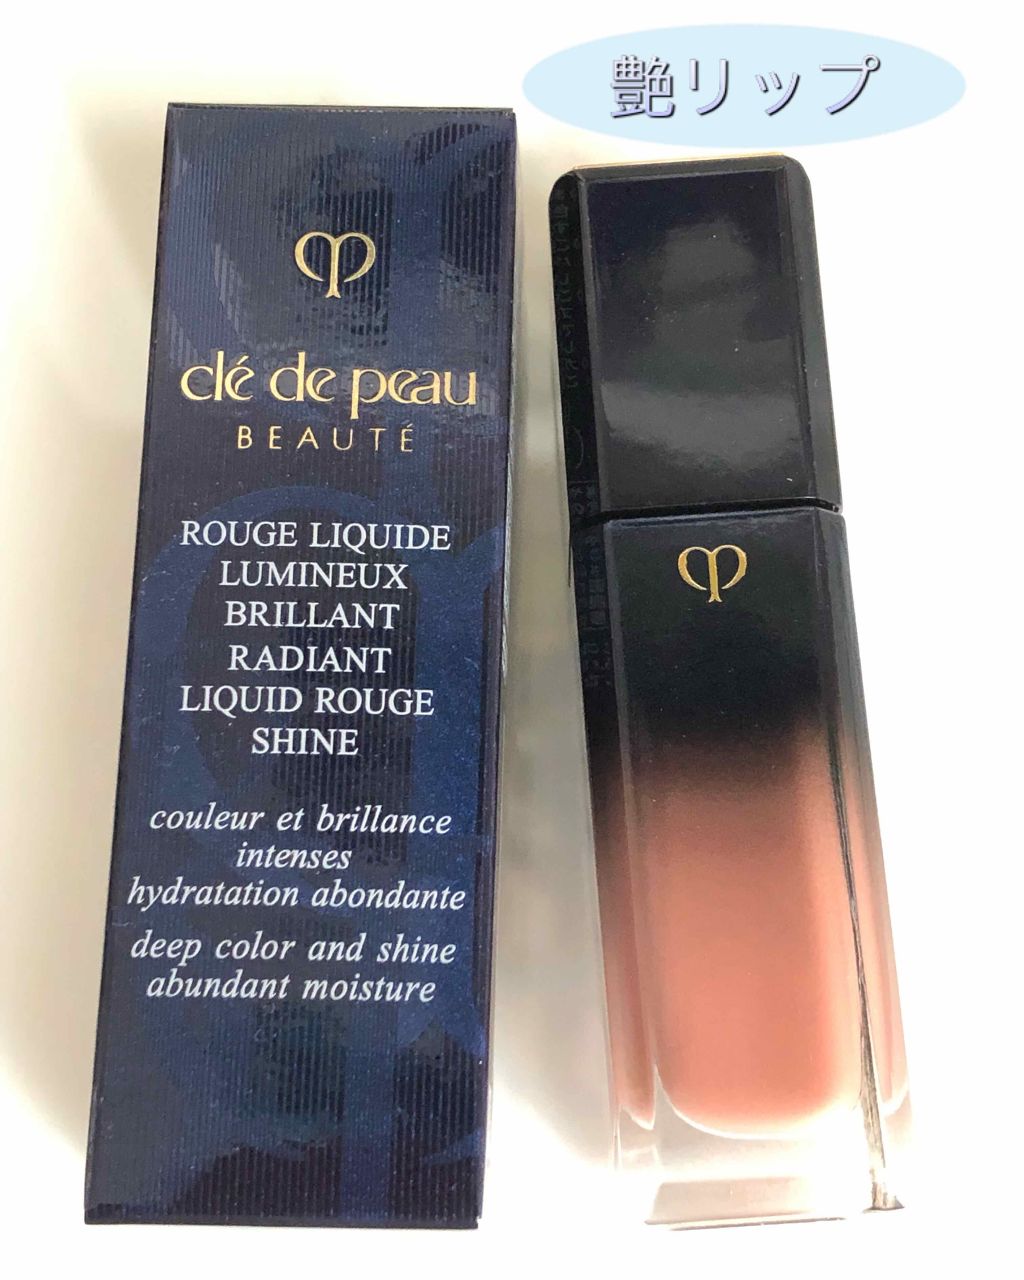 艶リップ
clé de peau
BEAUTÉ
ROUGE LIQUIDE
LUMINEUX
BRILLANT
RADIANT
LIQUID ROUGE
SHINE
couleur et brillance
intenses
hydratation abondante
deep color and shine
abundant moisture